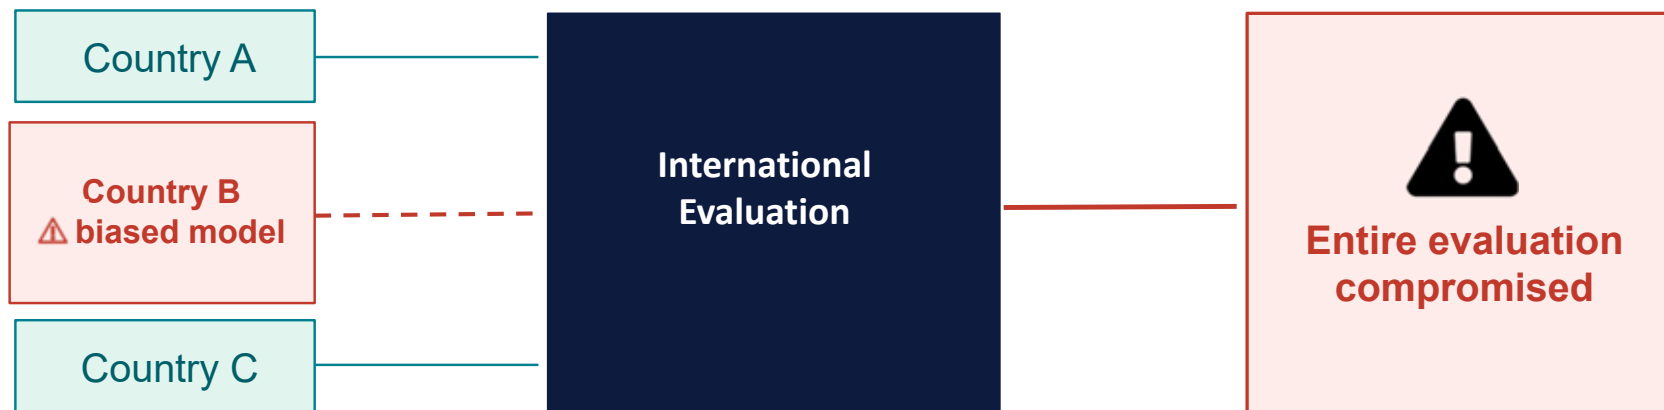 Country A
Country B
⚠ biased model
Country C
International
Evaluation
Entire evaluation
compromised